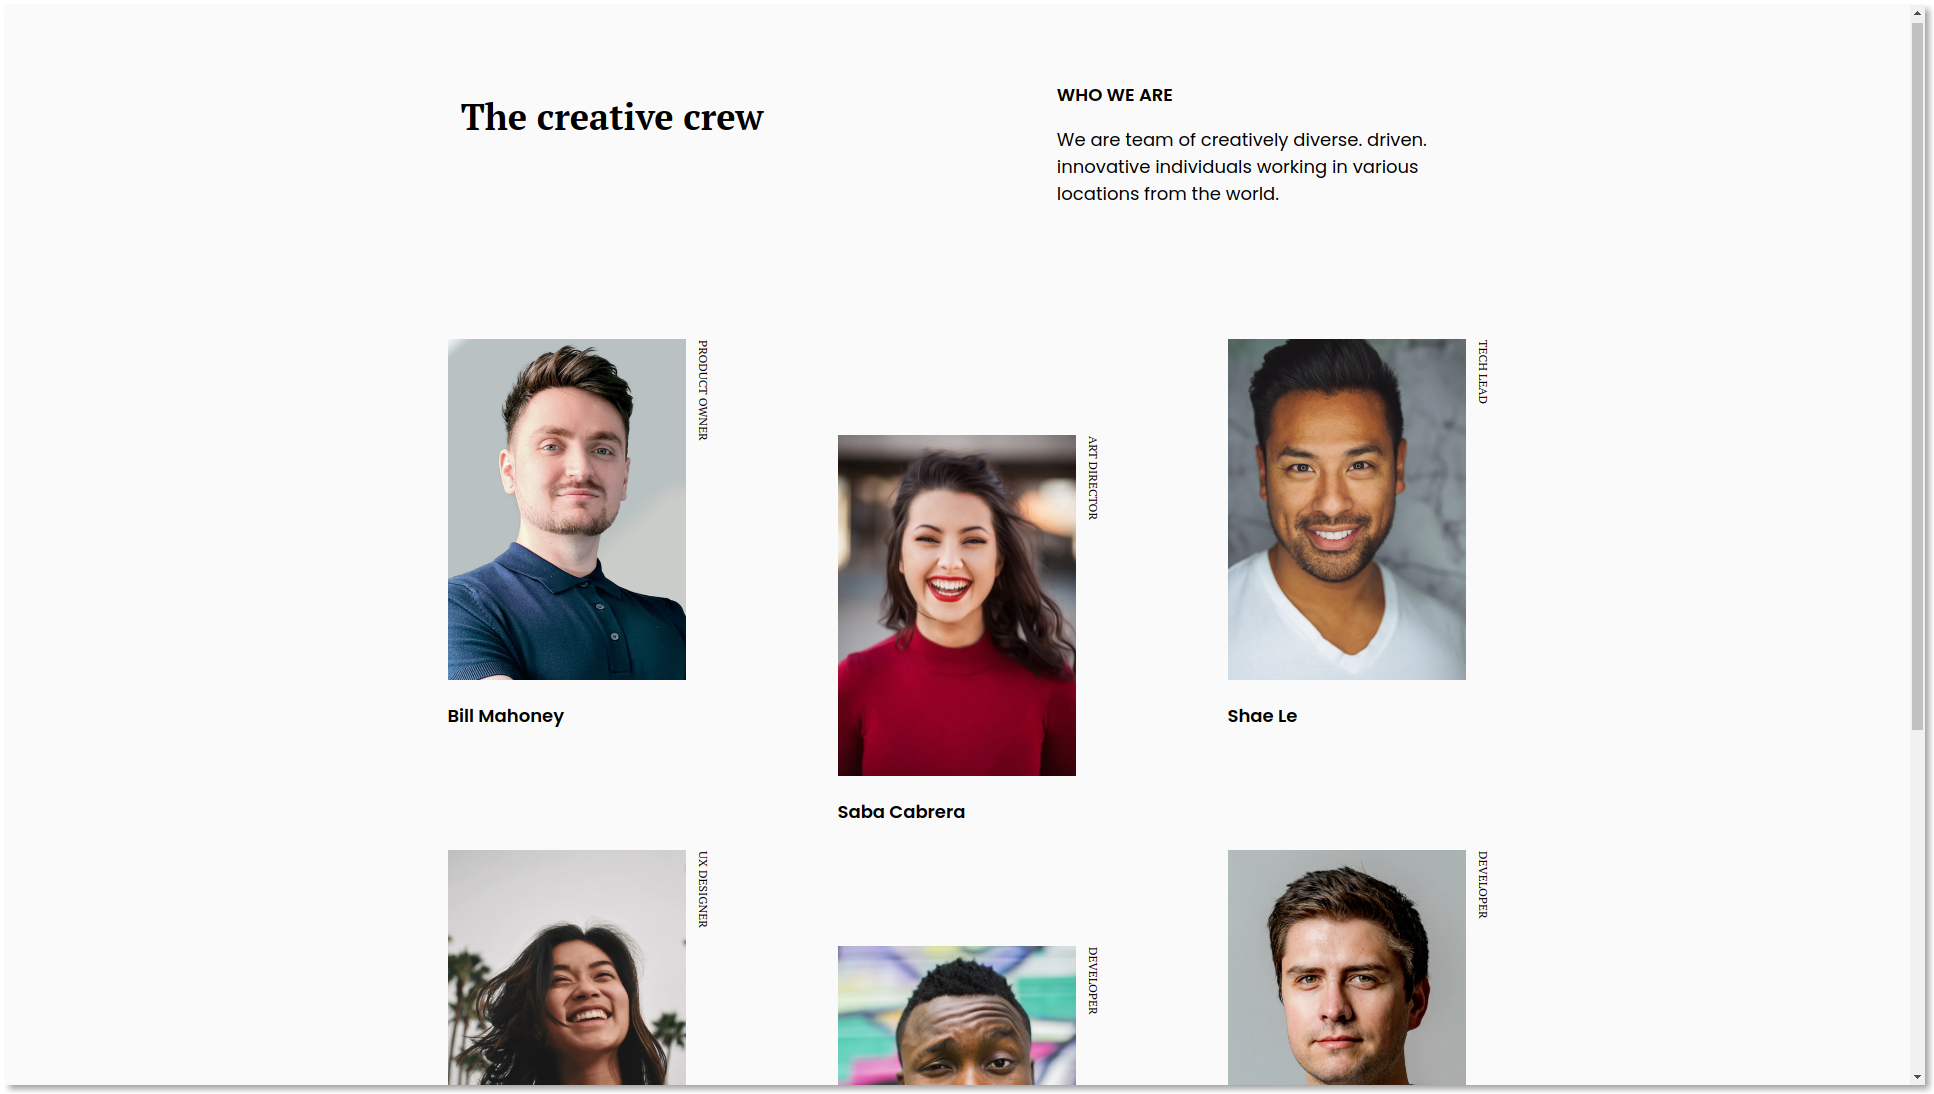 The creative crew
WHO WE ARE
We are team of creatively diverse. driven.
innovative individuals working in various
locations from the world.
PRODUCT OWNER
Bill Mahoney
ART DIRECTOR
Saba Cabrera
TECH LEAD
Shae Le
UX DESIGNER
DEVELOPER
DEVELOPER